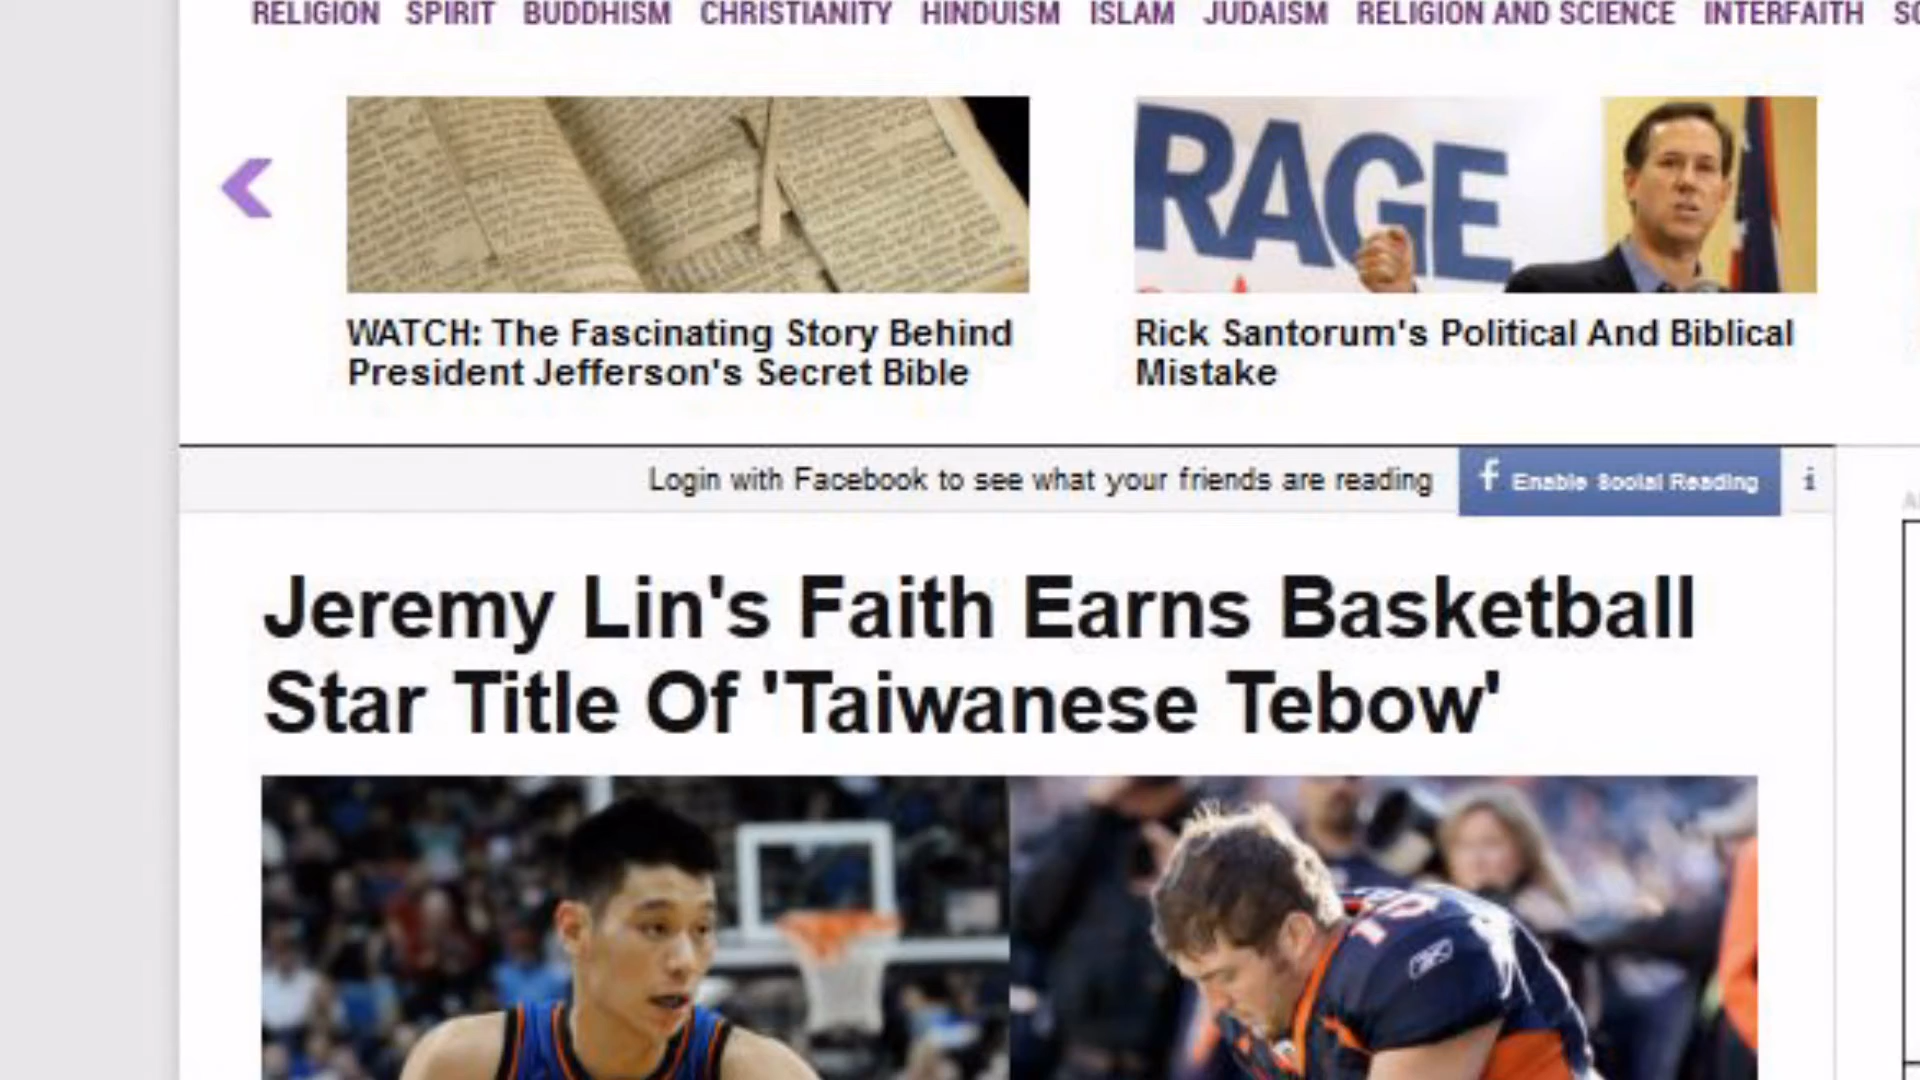 RELIGION SPIRIT BUDDHISM CHRISTIANITY HINDUISM ISLAM JUDAISM RELIGION AND SCIENCE INTERFAITH
RAGE
WATCH: The Fascinating Story Behind
President Jefferson's Secret Bible
Rick Santorum's Political And Biblical
Mistake
Login with Facebook to see what your friends are reading
f Enable Social Reading i
Jeremy Lin's Faith Earns Basketball
Star Title Of 'Taiwanese Tebow'